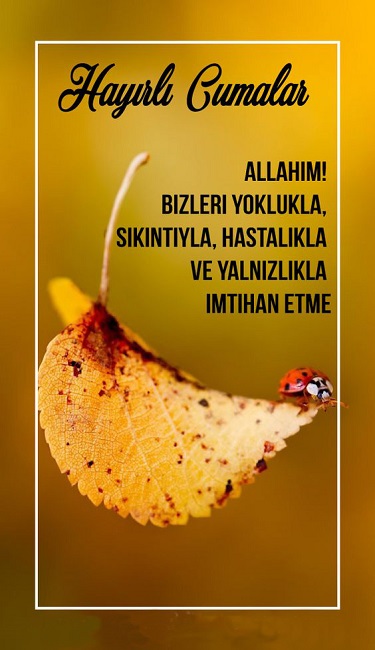 Hayırlı Cumalar
ALLAHIM!
BIZLERI YOKLUKLA,
SIKINTIYLA, HASTALIKLA
VE YALNIZLIKLA
IMTIHAN ETME